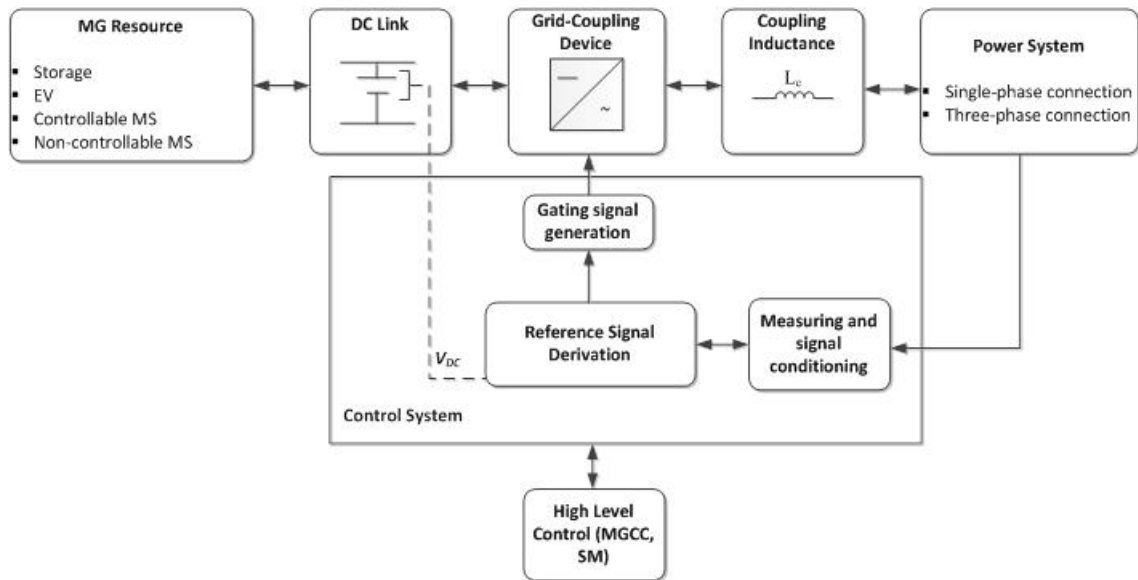 MG Resource
▪ Storage
▪ EV
▪ Controllable MS
▪ Non-controllable MS
DC Link
Grid-Coupling
Device
~
Coupling
Inductance
Lc
Power System
▪ Single-phase connection
▪ Three-phase connection
Gating signal
generation
Reference Signal
Derivation
Measuring and
signal
conditioning
VDC
Control System
High Level
Control (MGCC,
SM)